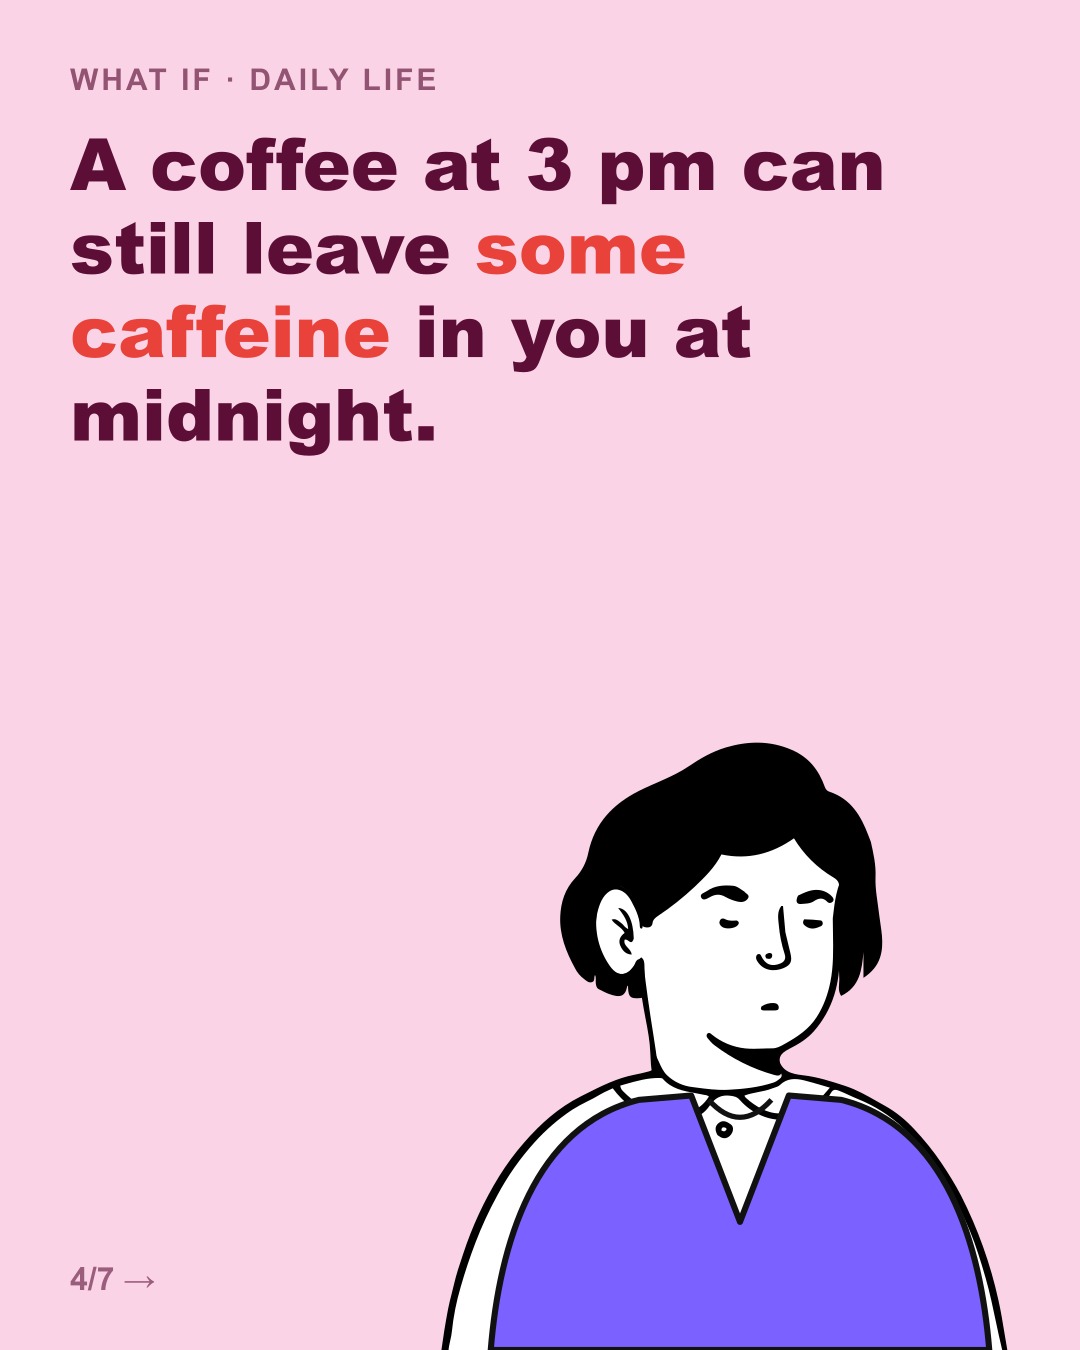 WHAT IF · DAILY LIFE
A coffee at 3 pm can
still leave some
caffeine in you at
midnight.
4/7 →